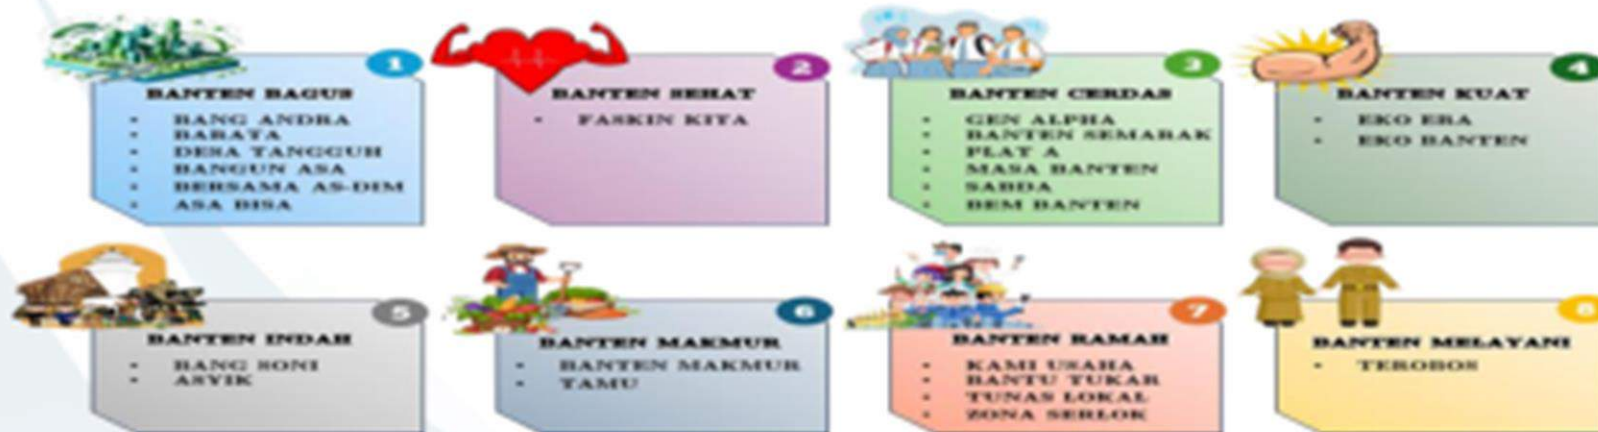 1
BANTEN BAGUS
• BANG ANDRA
• BARATA
• DESA TANGGUH
• BANGUN ASA
• BERSAMA AS-DIM
• ASA BISA
2
BANTEN SEHAT
• FASKIN KITA
3
BANTEN CERDAS
• GEN ALPHA
• BANTEN SEMARAK
• PLAT A
• MASA BANTEN
• SABDA
• BEM BANTEN
4
BANTEN KUAT
• EKO ERA
• EKO BANTEN
5
BANTEN INDAH
• BANG SONI
• ASYIK
6
BANTEN MAKMUR
• BANTEN MAKMUR
• TAMU
7
BANTEN RAMAH
• KAMI USAHA
• BANTU TUKAR
• TUNAS LOKAL
• ZONA SERLOK
8
BANTEN MELAYANI
• TEROBOS